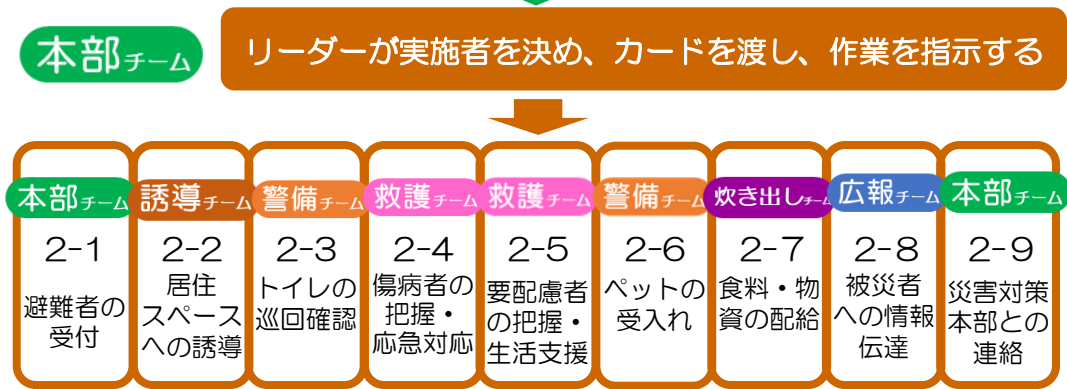 本部チーム
リーダーが実施者を決め、カードを渡し、作業を指示する
本部チーム
2-1
避難者の
受付
誘導チーム
2-2
居住
スペース
への誘導
警備チーム
2-3
トイレの
巡回確認
救護チーム
2-4
傷病者の
把握・
応急対応
救護チーム
2-5
要配慮者
の把握・
生活支援
警備チーム
2-6
ペットの
受入れ
炊き出しチーム
2-7
食料・物
資の配給
広報チーム
2-8
被災者
への情報
伝達
本部チーム
2-9
災害対策
本部との
連絡